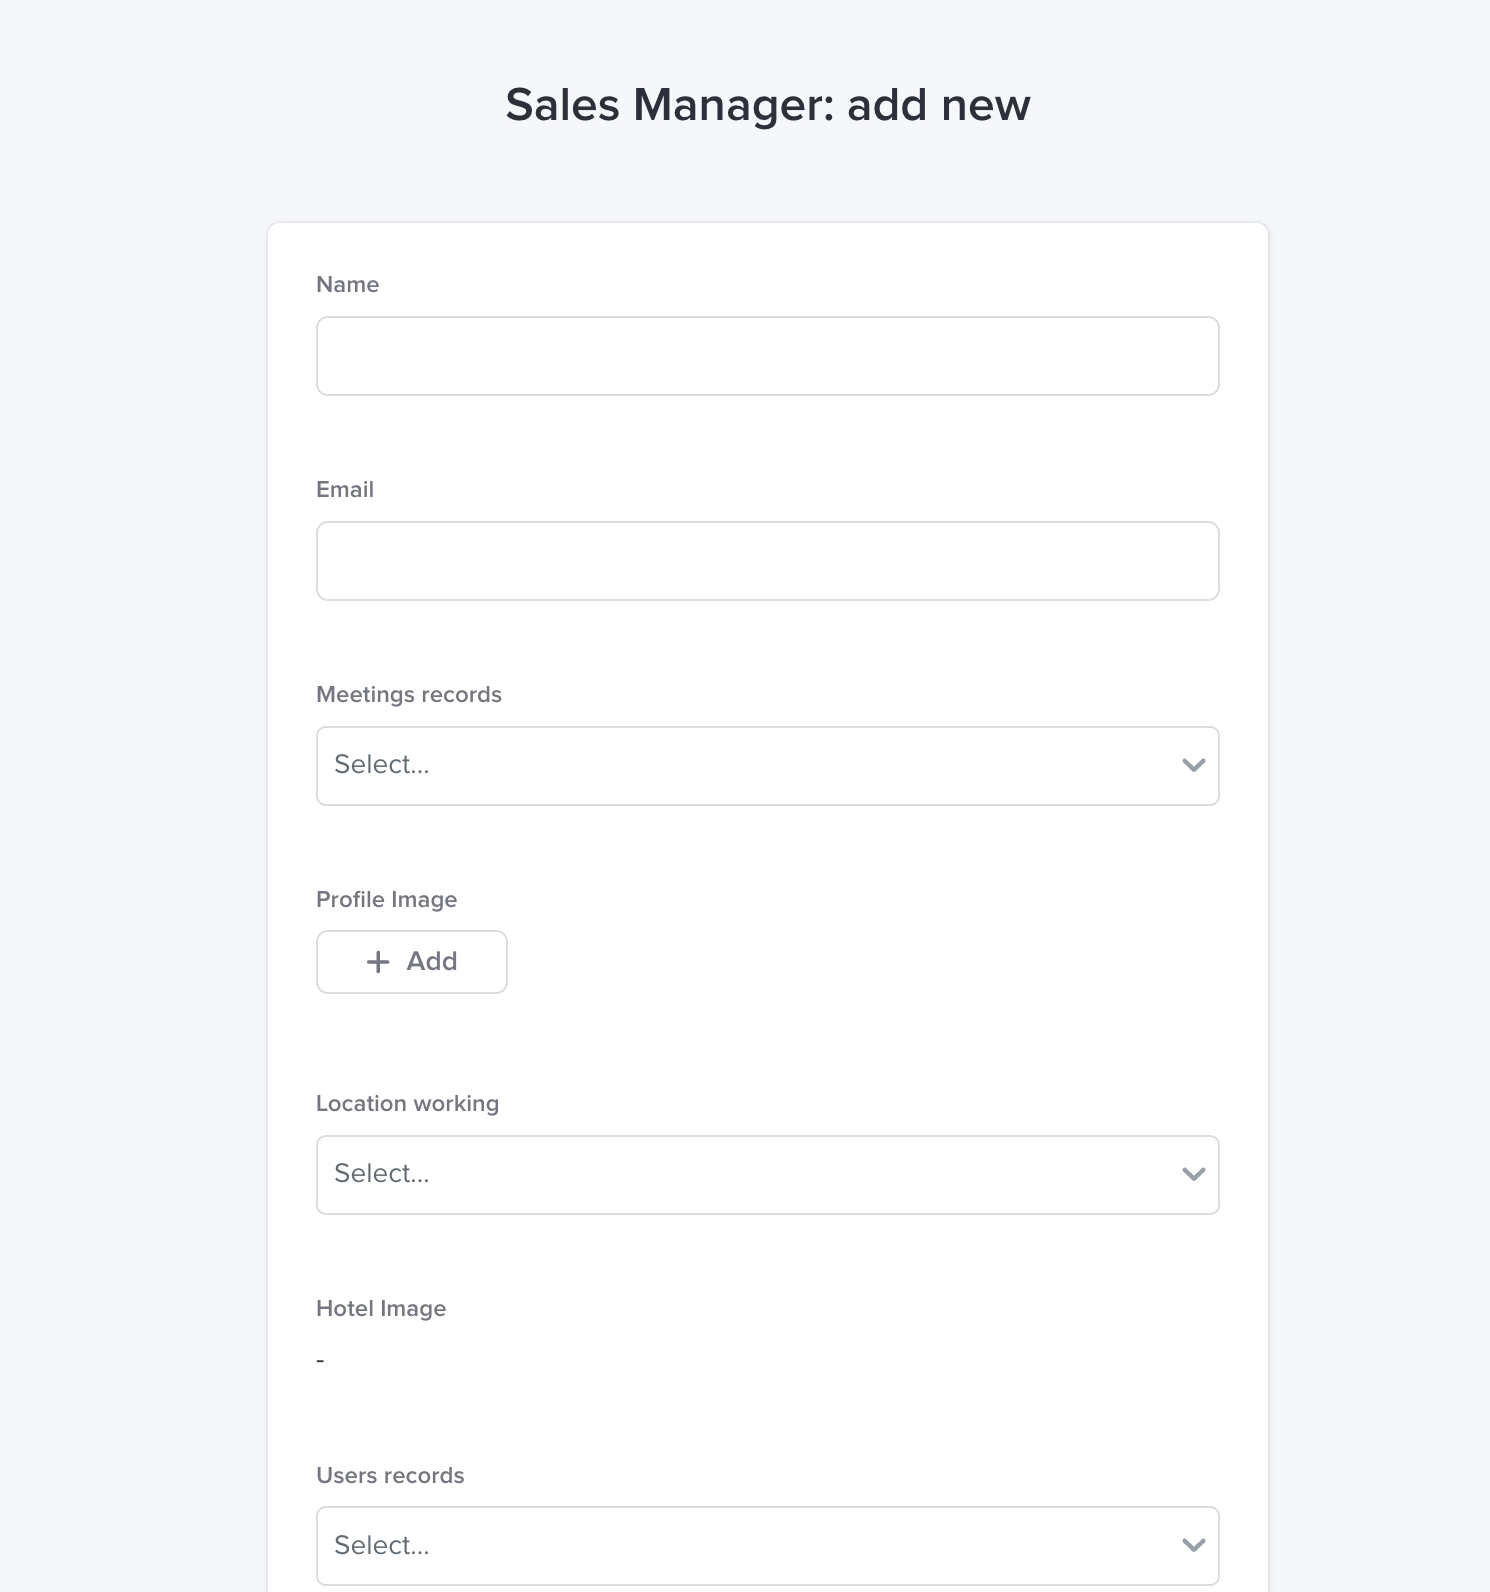 Sales Manager: add new
Name
Email
Meetings records
Select...
Profile Image
+ Add
Location working
Select...
Hotel Image
-
Users records
Select...